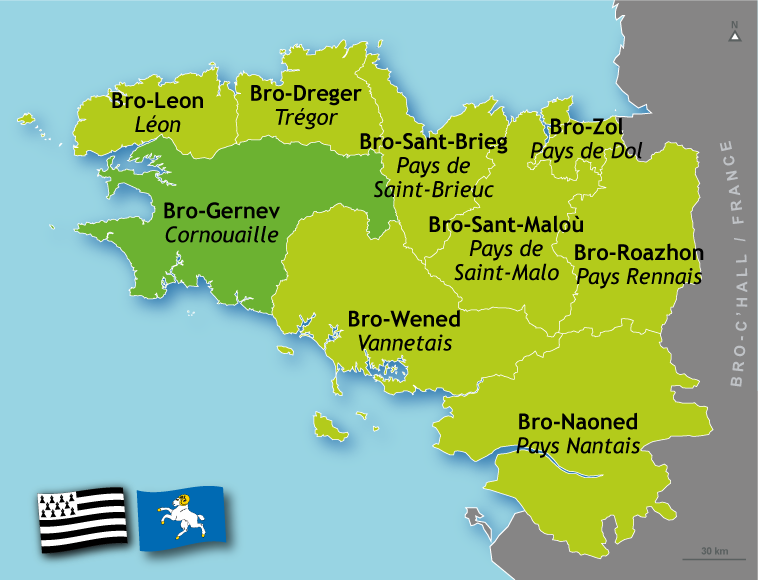 N
Bro-Leon
Léon
Bro-Dreger
Trégor
Bro-Sant-Brieg
Pays de
Saint-Brieuc
Bro-Zol
Pays de Dol
Bro-Gernev
Cornouaille
Bro-Sant-Maloù
Pays de
Saint-Malo
Bro-Roazhon
Pays Rennais
Bro-Wened
Vannetais
Bro-Naoned
Pays Nantais
BRO-C'HALL / FRANCE
30 km